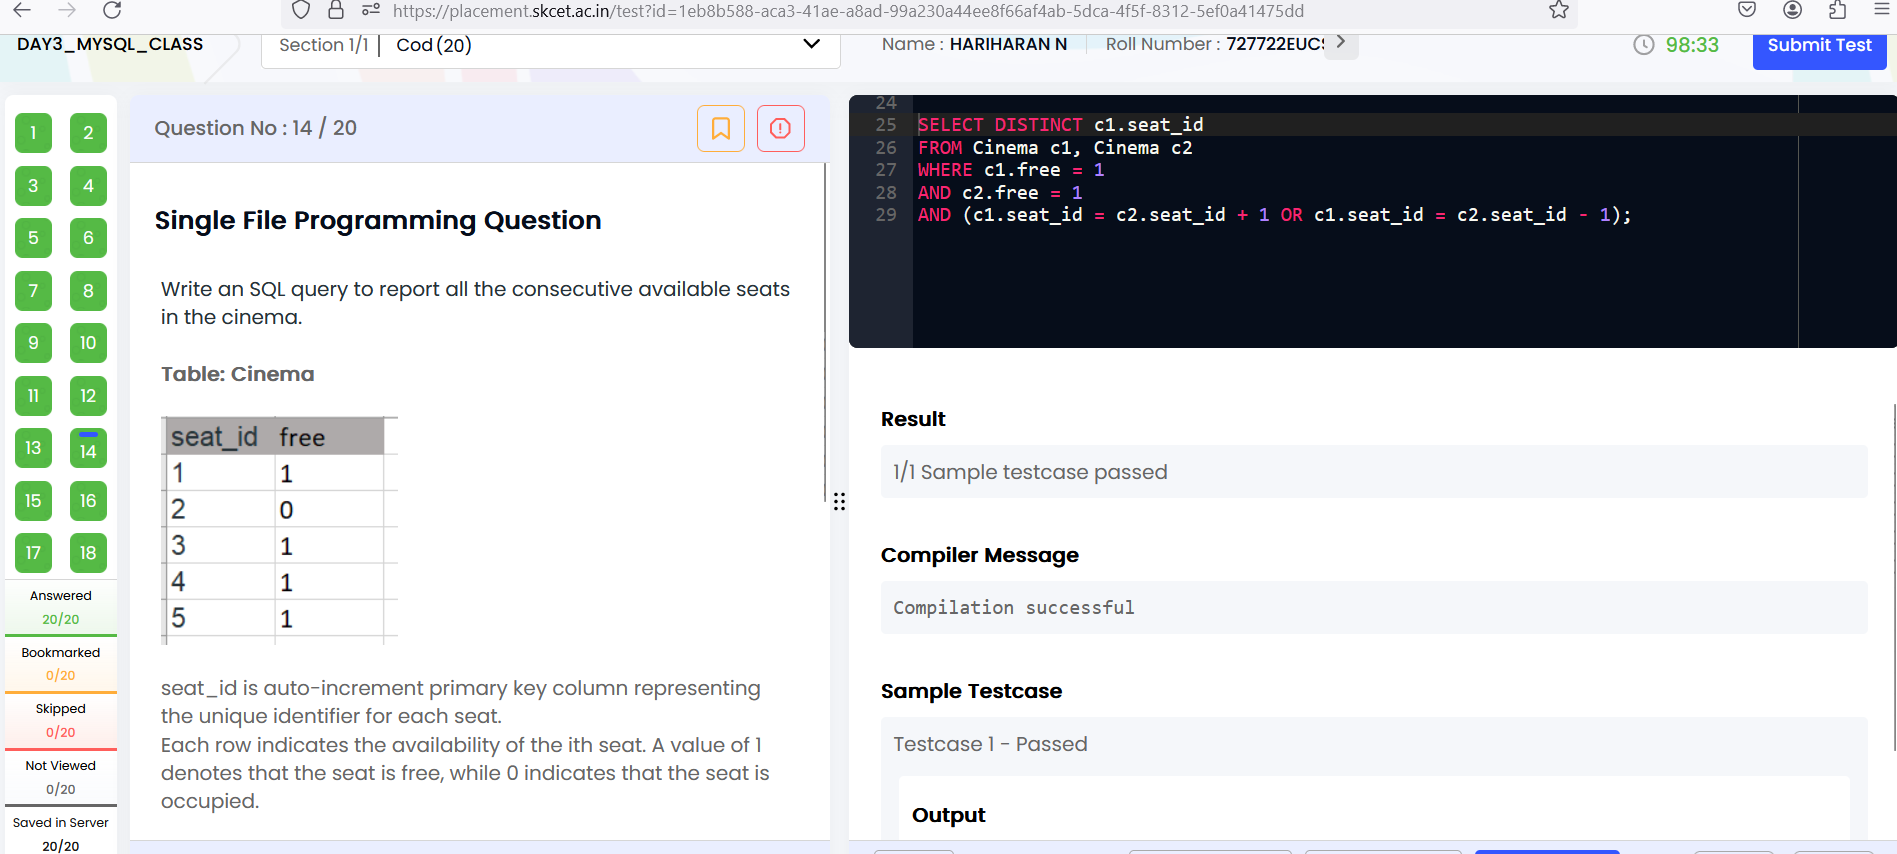 https://placement.skcet.ac.in/test?id=1eb8b588-aca3-41ae-a8ad-99a230a44ee8f66af4ab-5dca-4f5f-8312-5ef0a41475dd
DAY3_MYSQL_CLASS
Section 1/1 | Cod (20)
Name : HARIHARAN N
Roll Number : 727722EUCS
98:33
Submit Test
1 2
3 4
5 6
7 8
9 10
11 12
13 14
15 16
17 18
Answered
20/20
Bookmarked
0/20
Skipped
0/20
Not Viewed
0/20
Saved in Server
20/20
Question No : 14 / 20
Single File Programming Question
Write an SQL query to report all the consecutive available seats
in the cinema.
Table: Cinema
seat_id free
1 1
2 0
3 1
4 1
5 1
seat_id is auto-increment primary key column representing
the unique identifier for each seat.
Each row indicates the availability of the ith seat. A value of 1
denotes that the seat is free, while 0 indicates that the seat is
occupied.
24
25 SELECT DISTINCT c1.seat_id
26 FROM Cinema c1, Cinema c2
27 WHERE c1.free = 1
28 AND c2.free = 1
29 AND (c1.seat_id = c2.seat_id + 1 OR c1.seat_id = c2.seat_id - 1);
Result
1/1 Sample testcase passed
Compiler Message
Compilation successful
Sample Testcase
Testcase 1 - Passed
Output